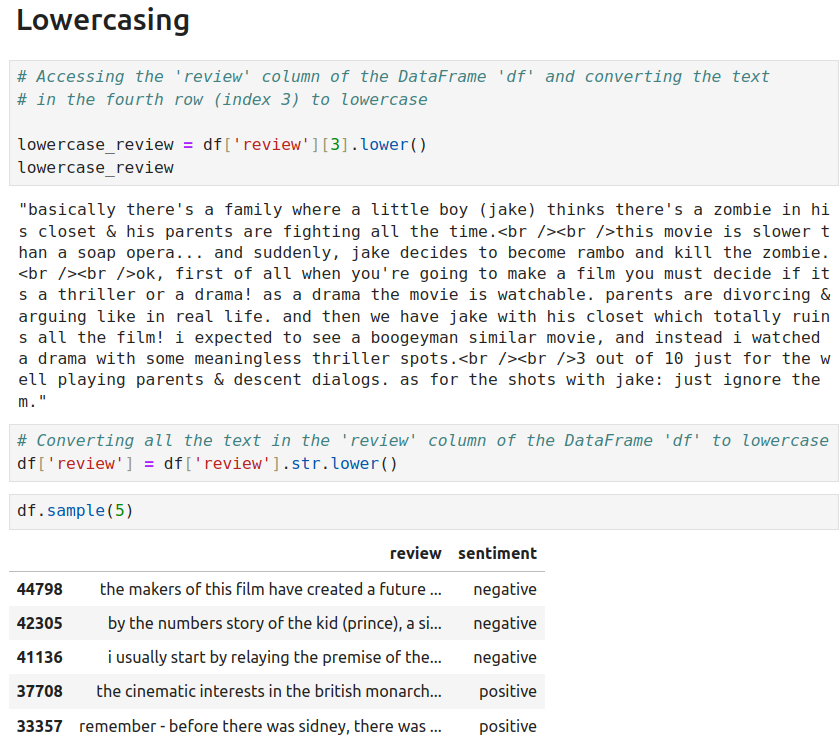 Lowercasing
# Accessing the 'review' column of the DataFrame 'df' and converting the text
# in the fourth row (index 3) to lowercase
lowercase_review = df['review'][3].lower()
lowercase_review
"basically there's a family where a little boy (jake) thinks there's a zombie in hi
s closet & his parents are fighting all the time.<br /><br />this movie is slower t
han a soap opera... and suddenly, jake decides to become rambo and kill the zombie.
<br /><br />ok, first of all when you're going to make a film you must decide if it
s a thriller or a drama! as a drama the movie is watchable. parents are divorcing &
arguing like in real life. and then we have jake with his closet which totally ruin
s all the film! i expected to see a boogeyman similar movie, and instead i watched
a drama with some meaningless thriller spots.<br /><br />3 out of 10 just for the w
ell playing parents & descent dialogs. as for the shots with jake: just ignore the
m."
# Converting all the text in the 'review' column of the DataFrame 'df' to lowercase
df['review'] = df['review'].str.lower()
df.sample(5)
review sentiment
44798 the makers of this film have created a future ... negative
42305 by the numbers story of the kid (prince), a si... negative
41136 i usually start by relaying the premise of the... negative
37708 the cinematic interests in the british monarch... positive
33357 remember - before there was sidney, there was ... positive